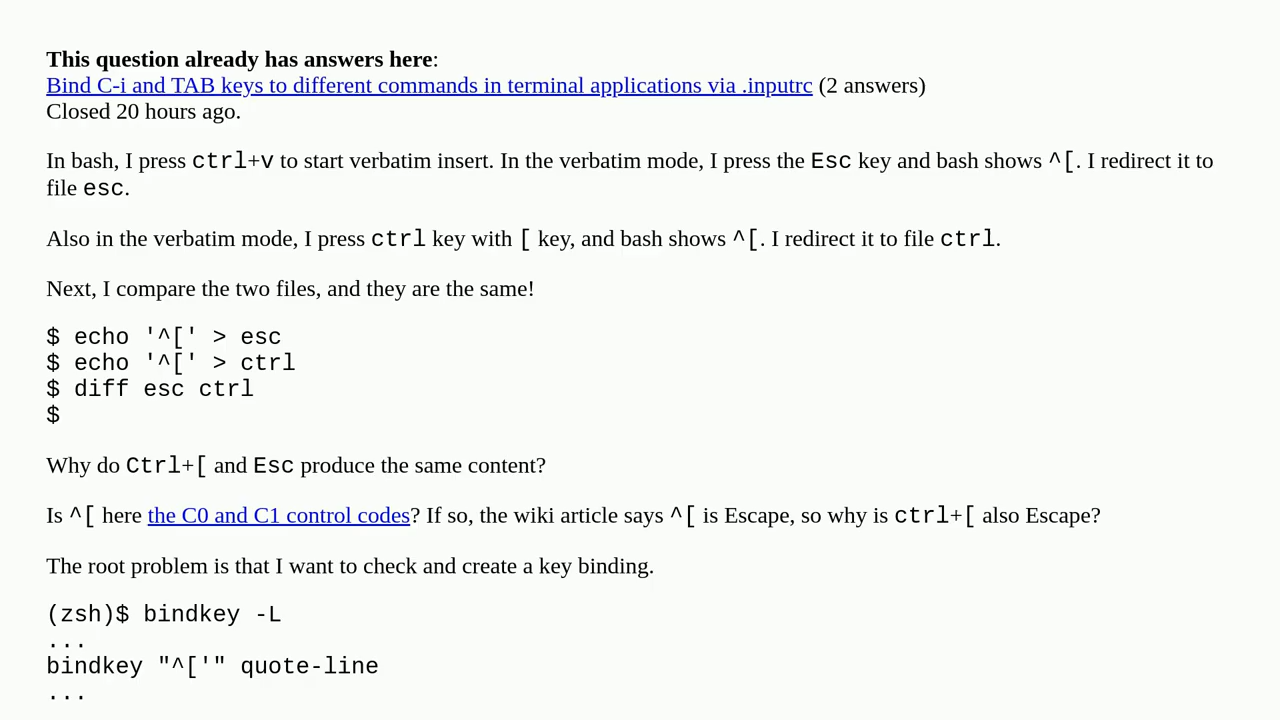 This question already has answers here:
Bind C-i and TAB keys to different commands in terminal applications via .inputrc (2 answers)
Closed 20 hours ago.
In bash, I press ctrl+v to start verbatim insert. In the verbatim mode, I press the Esc key and bash shows ^[. I redirect it to
file esc.
Also in the verbatim mode, I press ctrl key with [ key, and bash shows ^[. I redirect it to file ctrl.
Next, I compare the two files, and they are the same!
$ echo '^[' > esc
$ echo '^[' > ctrl
$ diff esc ctrl
$
Why do Ctrl+[ and Esc produce the same content?
Is ^[ here the C0 and C1 control codes? If so, the wiki article says ^[ is Escape, so why is ctrl+[ also Escape?
The root problem is that I want to check and create a key binding.
(zsh)$ bindkey -L
...
bindkey "^['" quote-line
...